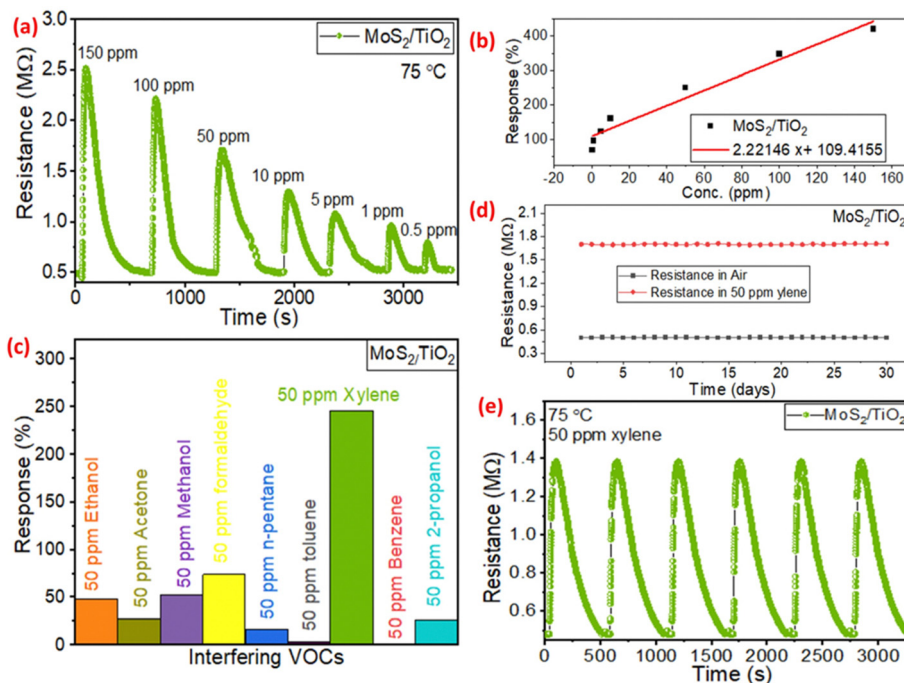 (a)
MoS2/TiO2
75 °C
150 ppm
100 ppm
50 ppm
10 ppm
5 ppm
1 ppm
0.5 ppm
Resistance (MΩ)
3.0
2.5
2.0
1.5
1.0
0.5
0 1000 2000 3000
Time (s)
(b)
Response (%)
400
300
200
100
MoS2/TiO2
2.22146 x+ 109.4155
0 20 40 60 80 100 120 140 160
Conc. (ppm)
(d)
MoS2/TiO2
Resistance (MΩ)
2.1
1.8
1.5
1.2
0.9
0.6
0.3
Resistance in Air
Resistance in 50 ppm ylene
0 5 10 15 20 25 30
Time (days)
(c)
MoS2/TiO2
Response (%)
300
250
200
150
100
50
0
50 ppm Ethanol
50 ppm Acetone
50 ppm Methanol
50 ppm formaldehyde
50 ppm n-pentane
50 ppm toluene
50 ppm Xylene
50 ppm Benzene
50 ppm 2-propanol
Interfering VOCs
(e)
75 °C
50 ppm xylene
MoS2/TiO2
Resistance (MΩ)
1.4
1.2
1.0
0.8
0.6
0 500 1000 1500 2000 2500 3000
Time (s)